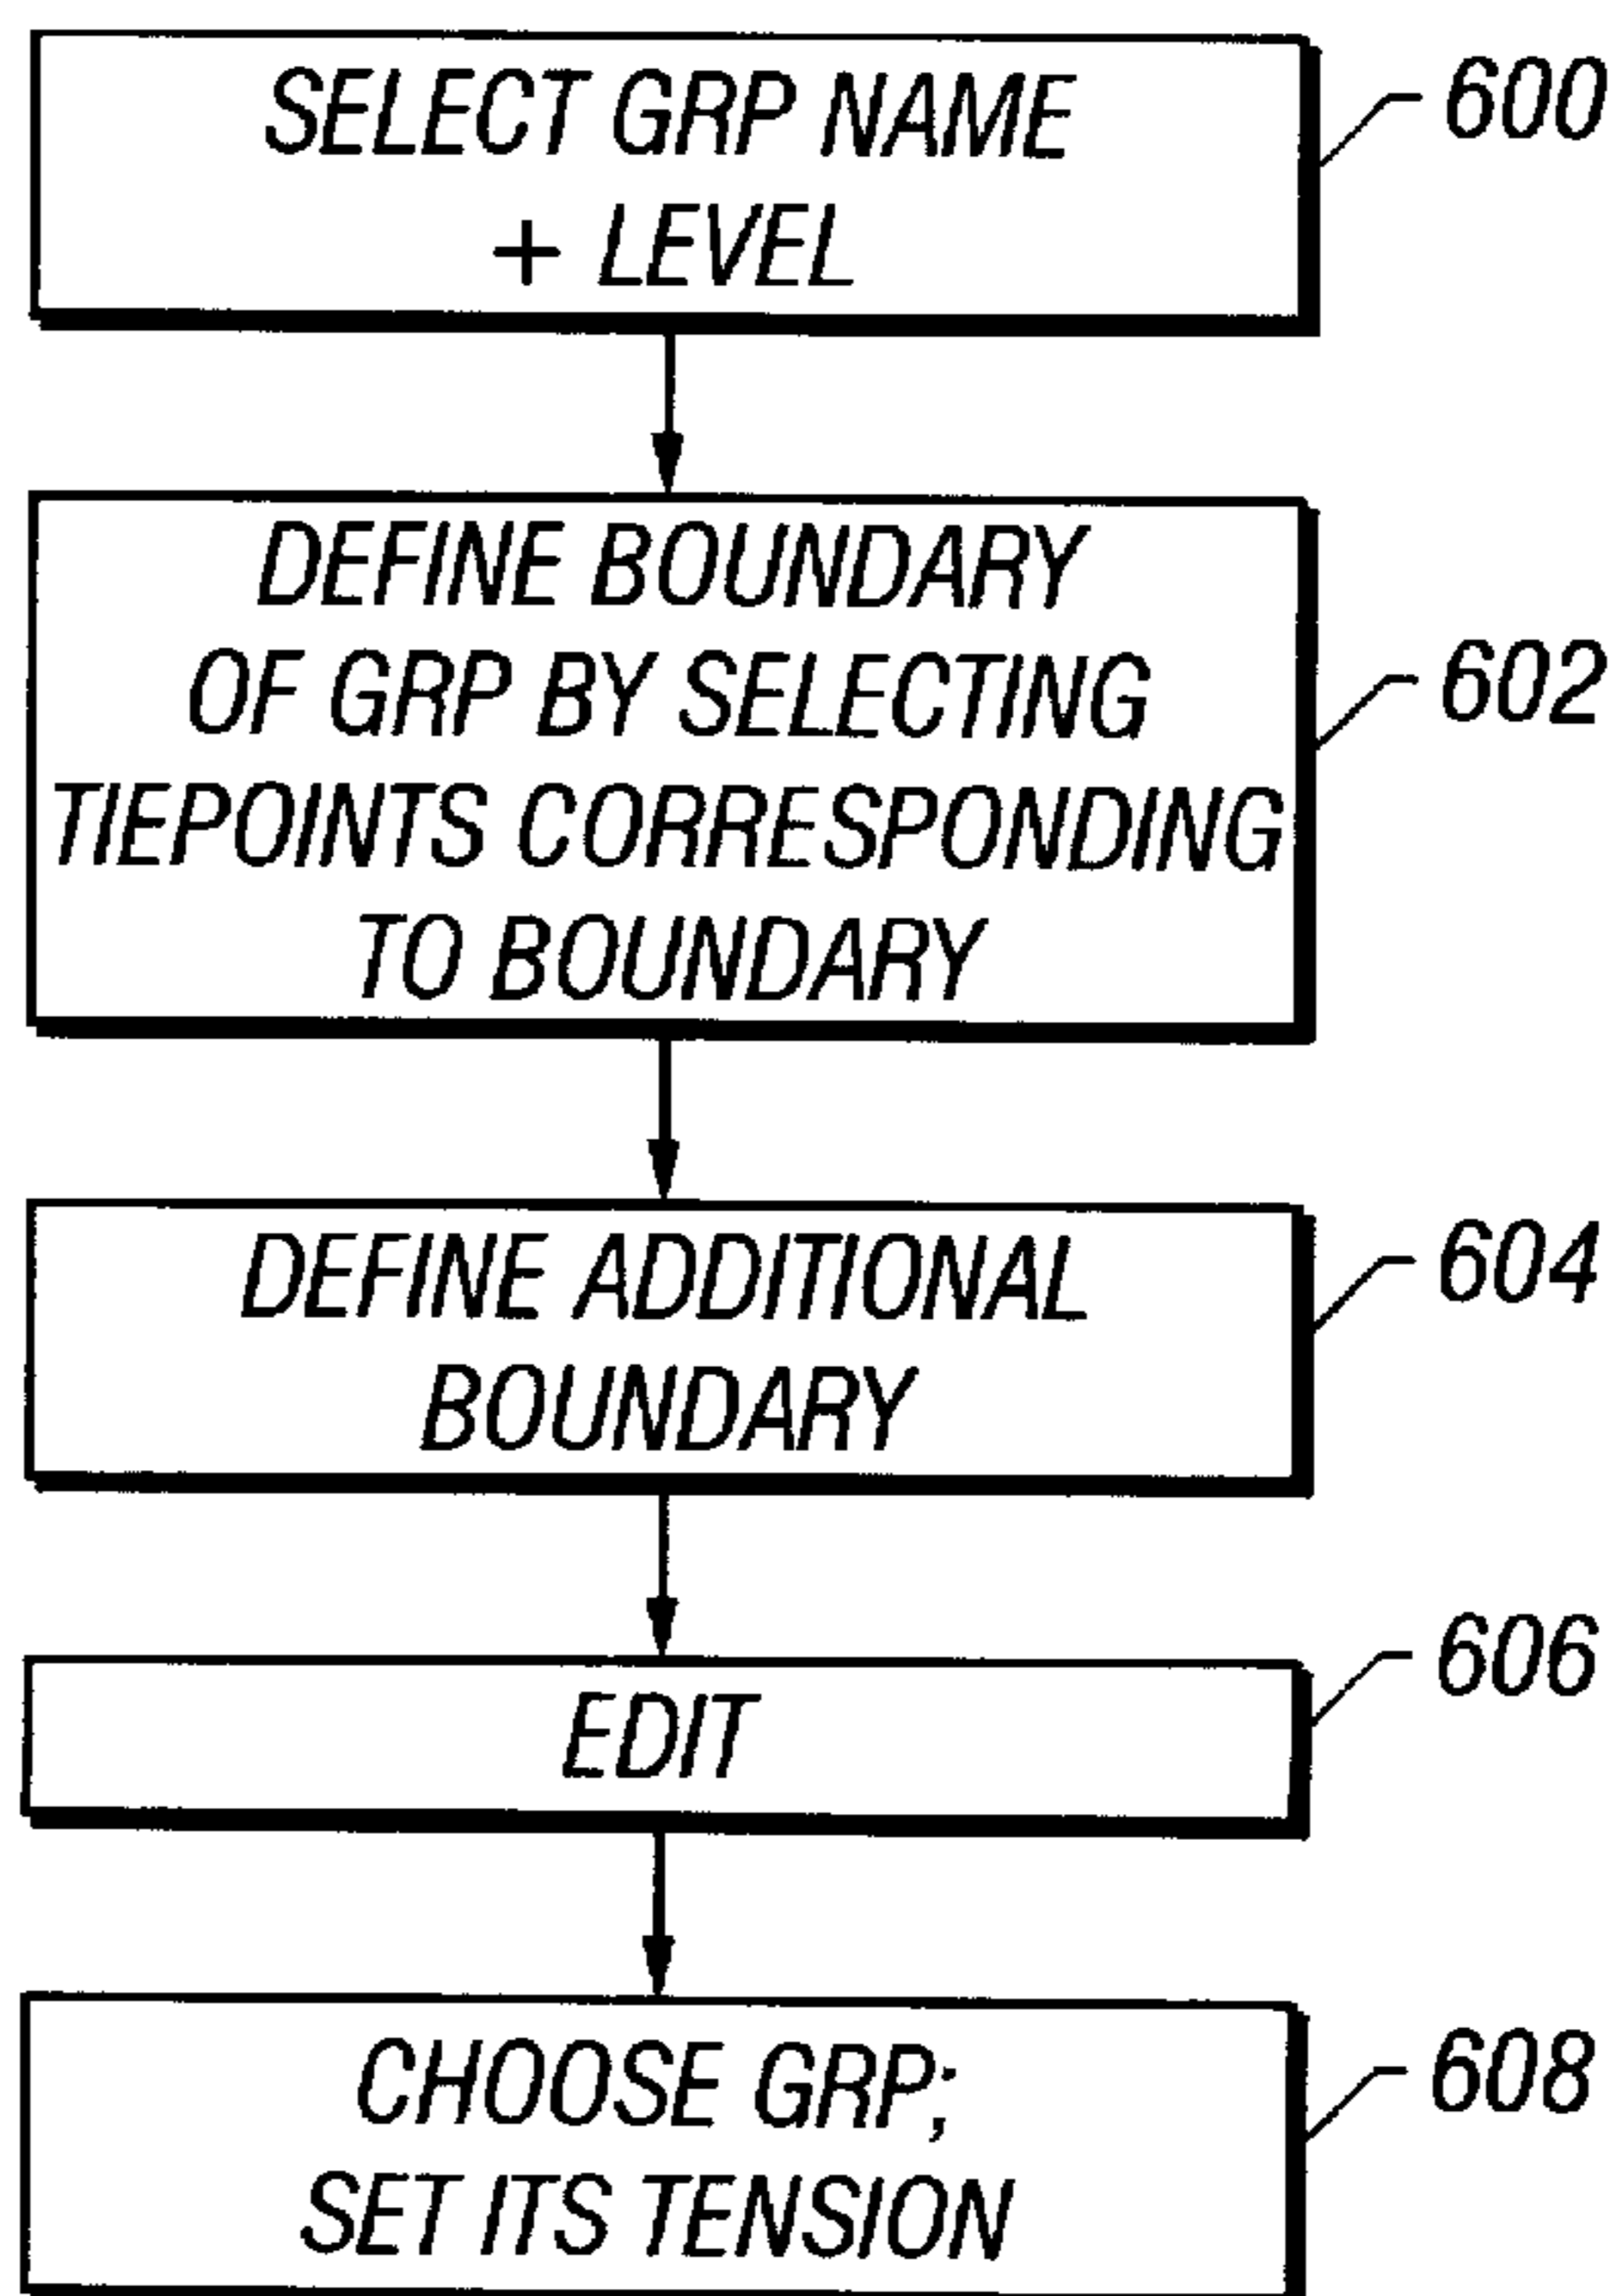 SELECT GRP NAME
+ LEVEL
600
DEFINE BOUNDARY
OF GRP BY SELECTING
TIEPOINTS CORRESPONDING
TO BOUNDARY
602
DEFINE ADDITIONAL
BOUNDARY
604
EDIT
606
CHOOSE GRP;
SET ITS TENSION
608